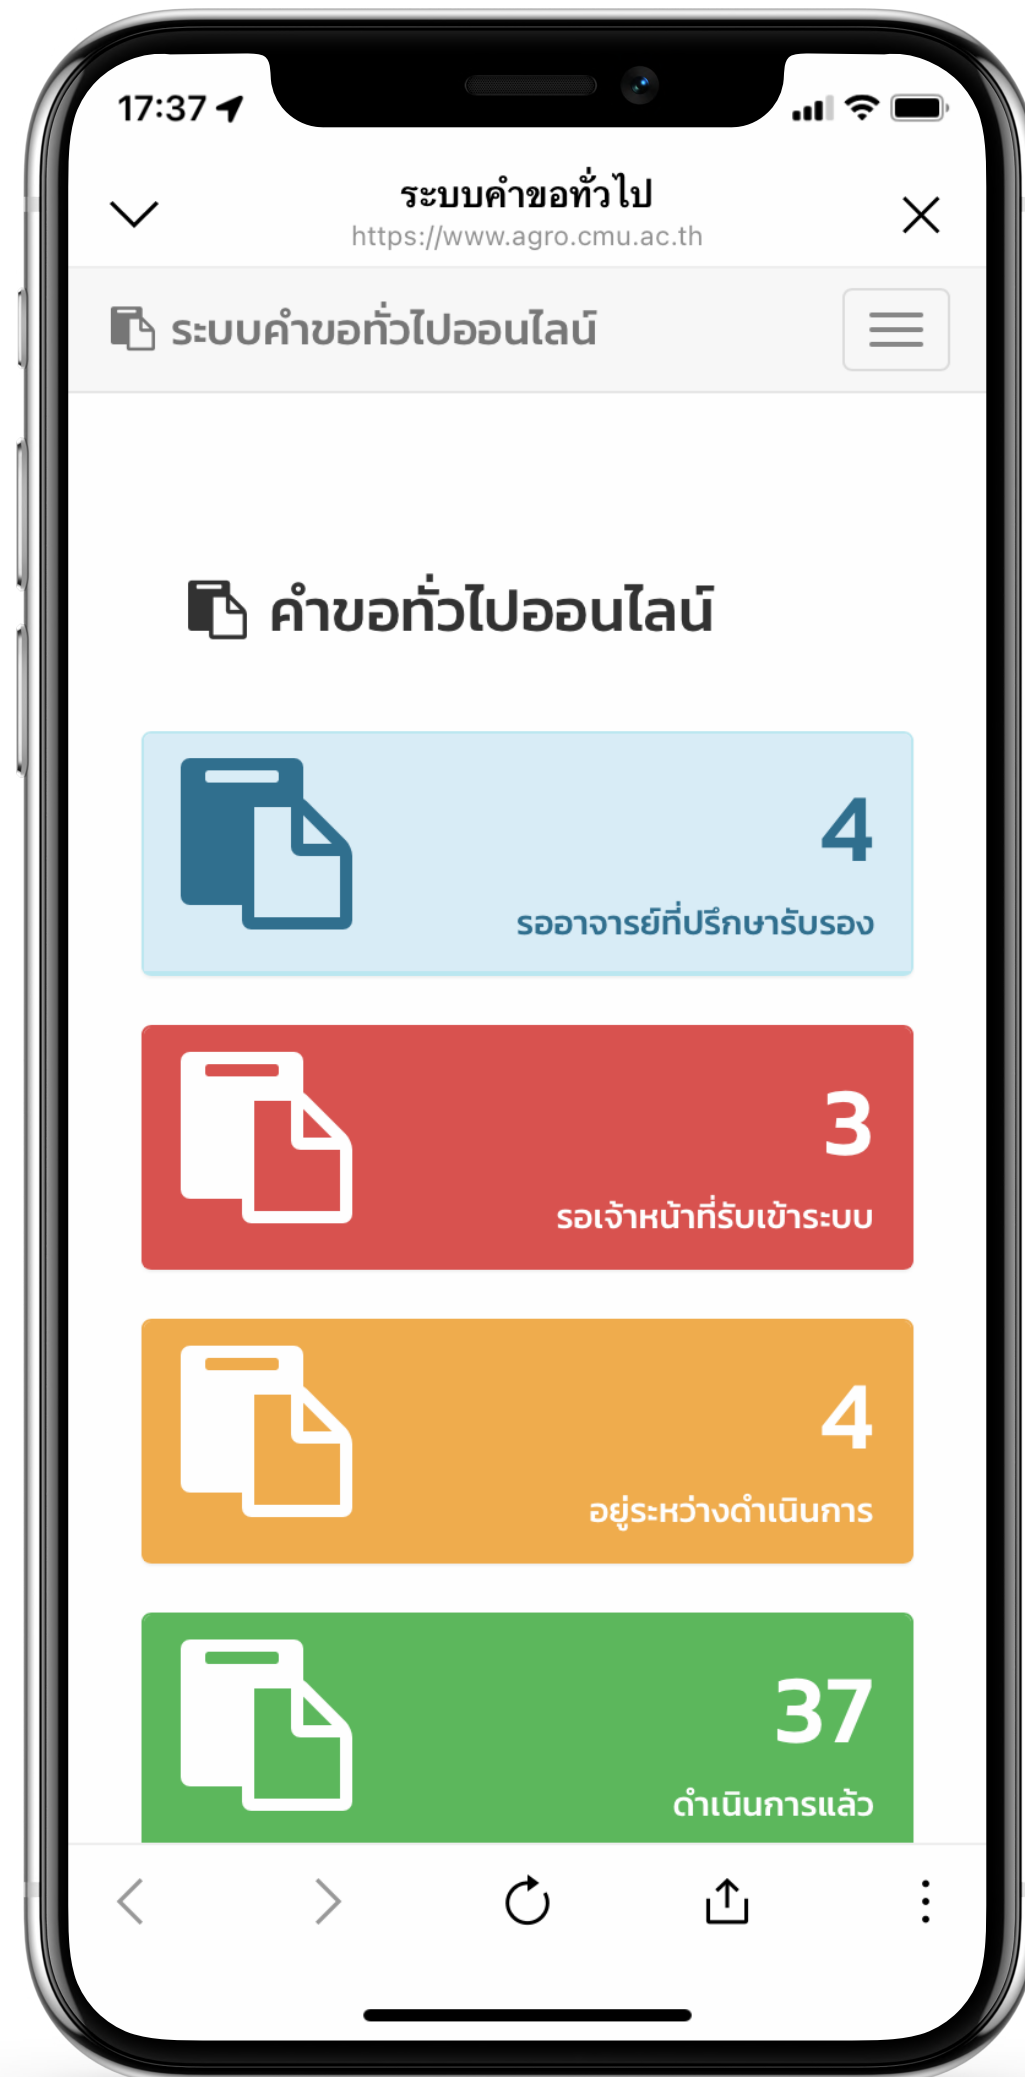 17:37
ระบบคำขอทั่วไป
https://www.agro.cmu.ac.th
ระบบคำขอทั่วไปออนไลน์
คำขอทั่วไปออนไลน์
4
รออาจารย์ที่ปรึกษารับรอง
3
รอเจ้าหน้าที่รับเข้าระบบ
4
อยู่ระหว่างดำเนินการ
37
ดำเนินการแล้ว